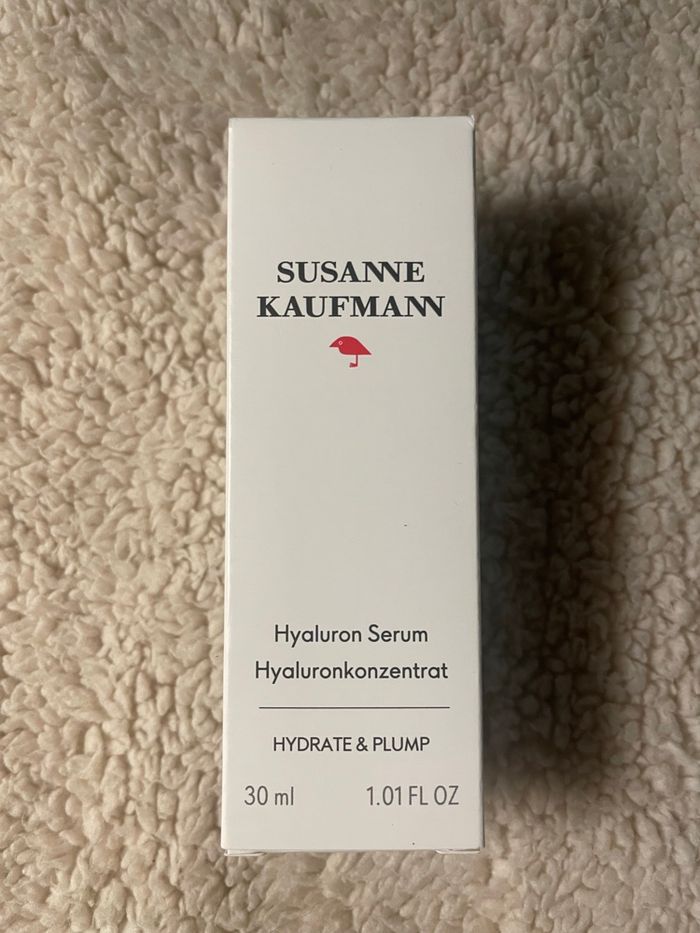 SUSANNE
KAUFMANN
Hyaluron Serum
Hyaluronkonzentrat
HYDRATE & PLUMP
30 ml 1.01 FL OZ